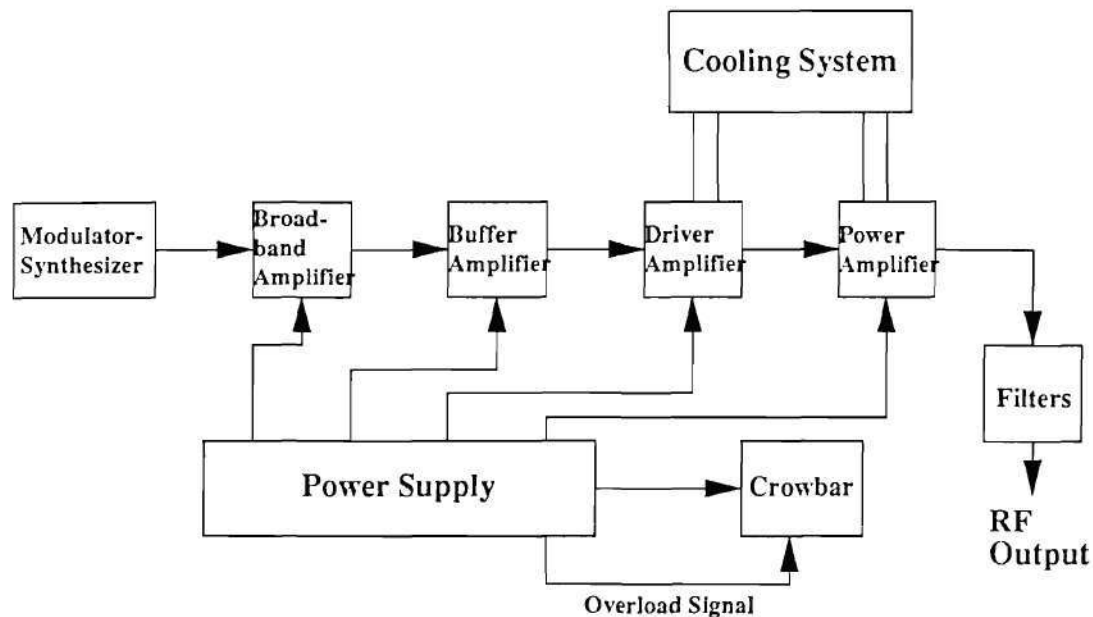 Cooling System
Modulator-
Synthesizer
Broad-
band
Amplifier
Buffer
Amplifier
Driver
Amplifier
Power
Amplifier
Filters
Power Supply
Crowbar
RF
Output
Overload Signal